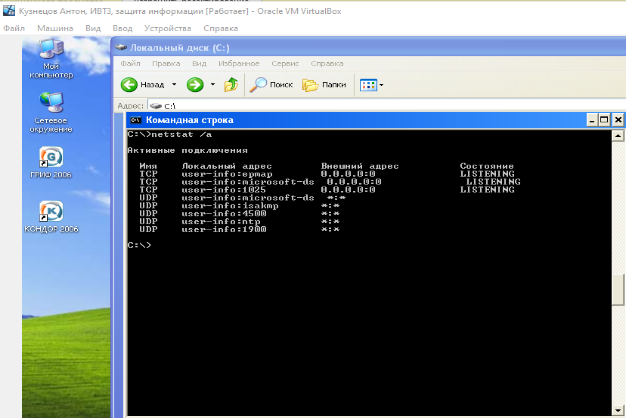 Кузнецов Антон, ИВТЗ, защита информации [Работает] - Oracle VM VirtualBox
Файл Машина Вид Ввод Устройства Справка
Мой компьютер
Сетевое окружение
ГРИФ 2006
КОНДОР 2006
Локальный диск (C:)
Файл Правка Вид Избранное Сервис Справка
Назад Поиск Папки
Адрес: C:\
Командная строка
C:\>netstat /a
Активные подключения
Имя Локальный адрес Внешний адрес Состояние
TCP user-info:epmap 0.0.0.0:0 LISTENING
TCP user-info:microsoft-ds 0.0.0.0:0 LISTENING
TCP user-info:1025 0.0.0.0:0 LISTENING
UDP user-info:microsoft-ds *:*
UDP user-info:isakmp *:*
UDP user-info:4500 *:*
UDP user-info:ntp *:*
UDP user-info:1900 *:*
C:\>